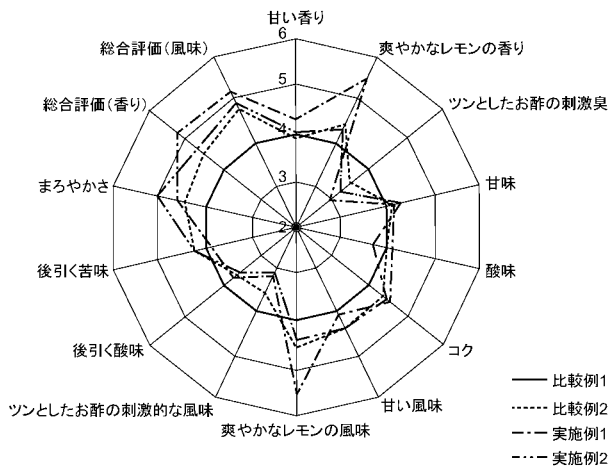 甘い香り
爽やかなレモンの香り
ツンとしたお酢の刺激臭
甘味
酸味
コク
甘い風味
爽やかなレモンの風味
ツンとしたお酢の刺激的な風味
後引く酸味
後引く苦味
まろやかさ
総合評価(香り)
総合評価(風味)
6
5
4
3
2
比較例1
比較例2
実施例1
実施例2